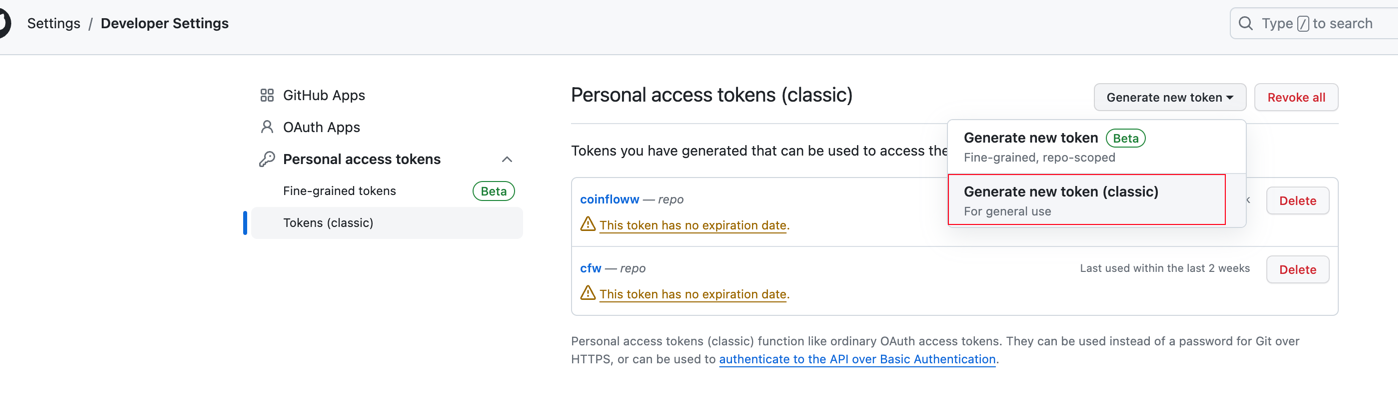 Settings / Developer Settings
Type / to search
GitHub Apps
OAuth Apps
Personal access tokens
Fine-grained tokens Beta
Tokens (classic)
Personal access tokens (classic)
Generate new token
Revoke all
Generate new token Beta
Fine-grained, repo-scoped
Generate new token (classic)
For general use
Tokens you have generated that can be used to access the
coinfloww — repo
Delete
This token has no expiration date.
cfw — repo
Last used within the last 2 weeks
Delete
This token has no expiration date.
Personal access tokens (classic) function like ordinary OAuth access tokens. They can be used instead of a password for Git over
HTTPS, or can be used to authenticate to the API over Basic Authentication.